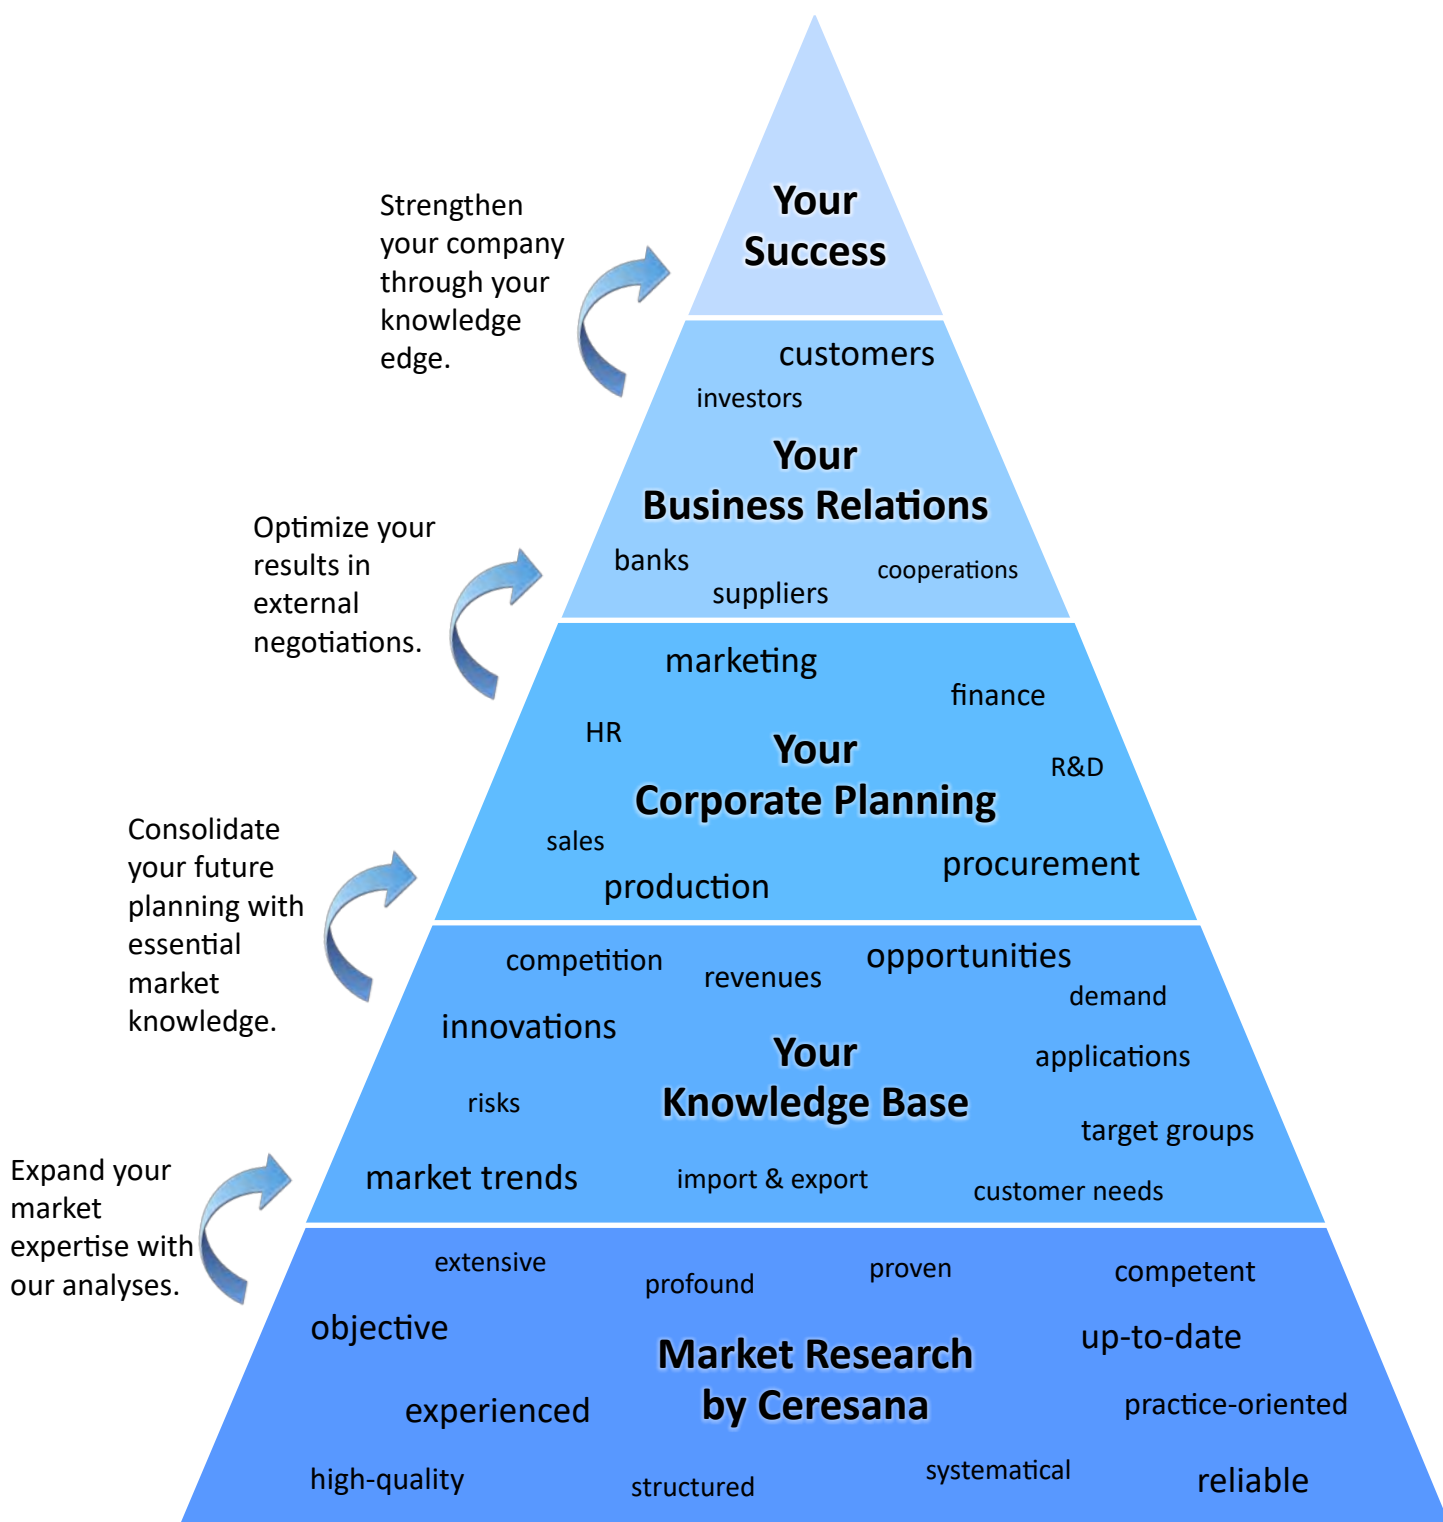 Your
Success
Strengthen
your company
through your
knowledge
edge.
customers
investors
Your
Business Relations
banks
cooperations
suppliers
Optimize your
results in
external
negotiations.
marketing
finance
HR
Your
R&D
Corporate Planning
sales
procurement
production
Consolidate
your future
planning with
essential
market
knowledge.
competition
revenues
opportunities
demand
innovations
Your
applications
Knowledge Base
risks
target groups
market trends
import & export
customer needs
Expand your
market
expertise with
our analyses.
extensive
profound
proven
competent
objective
up-to-date
Market Research
by Ceresana
experienced
practice-oriented
high-quality
structured
systematical
reliable